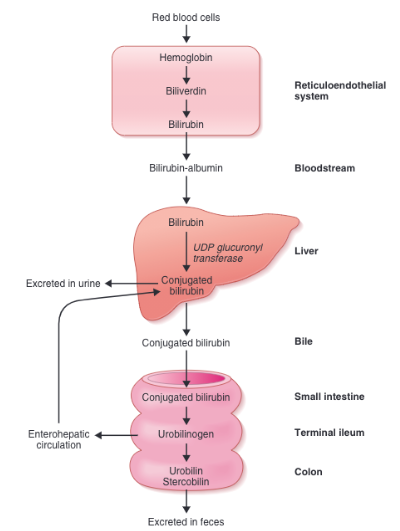 Red blood cells
Hemoglobin
Biliverdin
Bilirubin
Reticuloendothelial
system
Bilirubin-albumin
Bloodstream
Bilirubin
UDP glucuronyl
transferase
Liver
Excreted in urine
Conjugated
bilirubin
Conjugated bilirubin
Bile
Conjugated bilirubin
Small intestine
Enterohepatic
circulation
Urobilinogen
Terminal ileum
Urobilin
Stercobilin
Colon
Excreted in feces